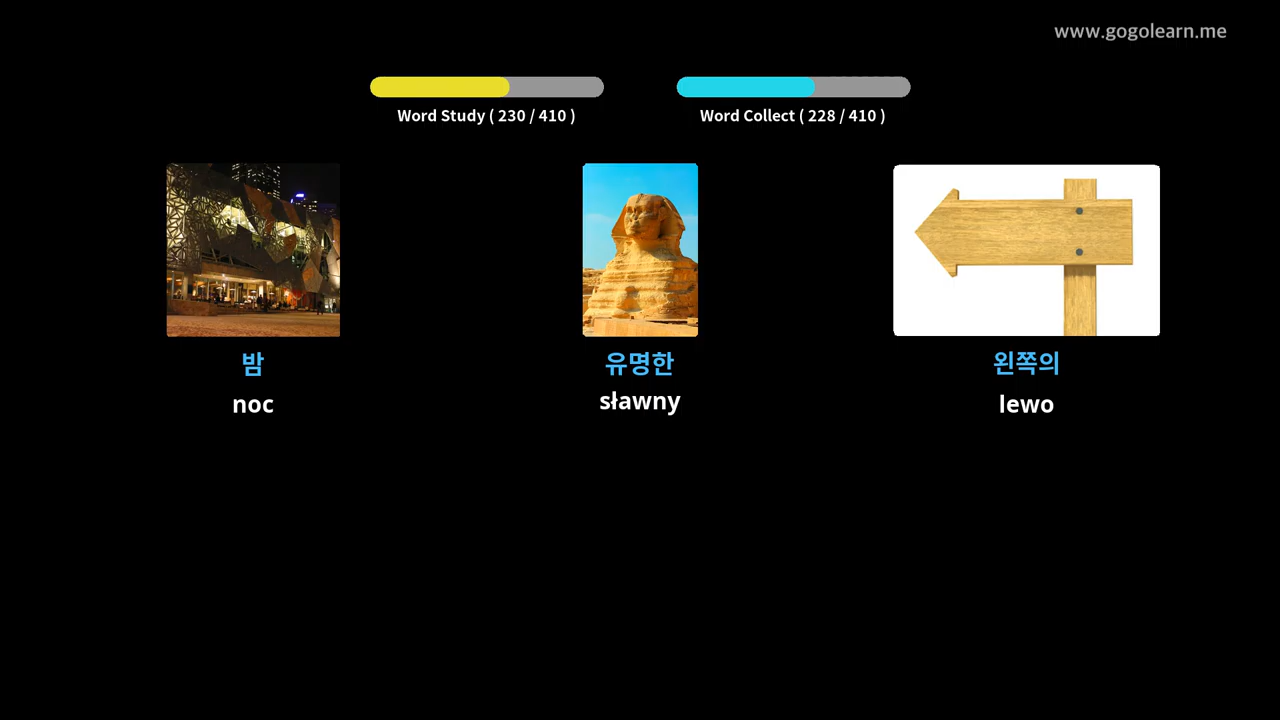 www.gogolearn.me
Word Study ( 230 / 410 )
Word Collect ( 228 / 410 )
밤
유명한
왼쪽의
noc
sławny
lewo